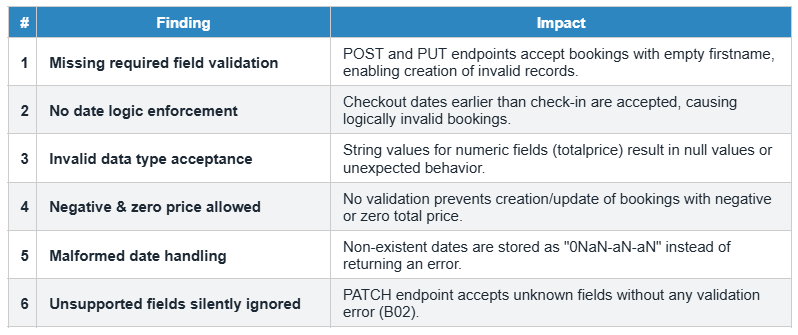 # Finding Impact
1 Missing required field validation POST and PUT endpoints accept bookings with empty firstname,
enabling creation of invalid records.
2 No date logic enforcement Checkout dates earlier than check-in are accepted, causing
logically invalid bookings.
3 Invalid data type acceptance String values for numeric fields (totalprice) result in null values or
unexpected behavior.
4 Negative & zero price allowed No validation prevents creation/update of bookings with negative
or zero total price.
5 Malformed date handling Non-existent dates are stored as "0NaN-aN-aN" instead of
returning an error.
6 Unsupported fields silently ignored PATCH endpoint accepts unknown fields without any validation
error (B02).